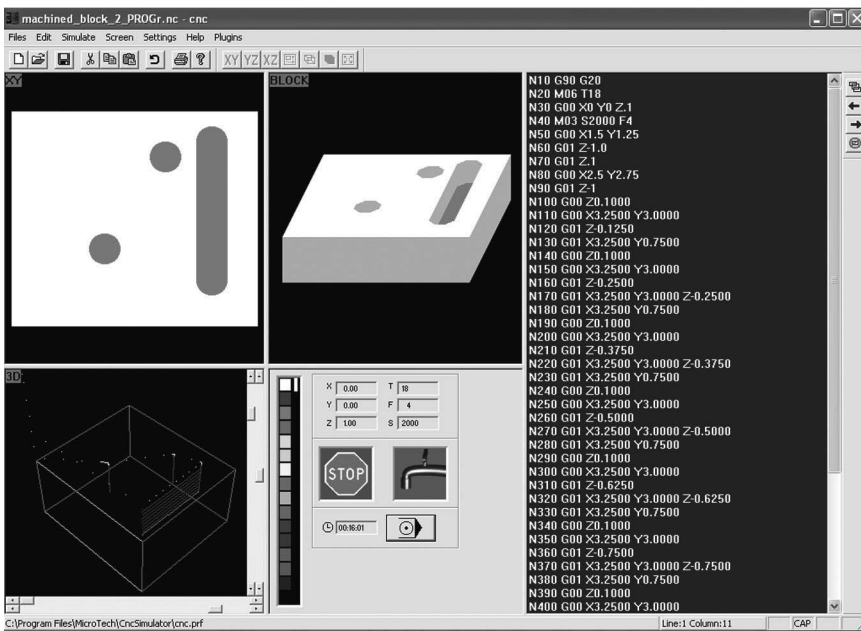 machined_block_2_PROGr.nc - cnc
Files Edit Simulate Screen Settings Help Plugins
XY YZ XZ
XY
BLOCK
N10 G90 G20
N20 M06 T18
N30 G00 X0 Y0 Z.1
N40 M03 S2000 F4
N50 G00 X1.5 Y1.25
N60 G01 Z-1.0
N70 G01 Z.1
N80 G00 X2.5 Y2.75
N90 G01 Z-1
N100 G00 Z0.1000
N110 G00 X3.2500 Y3.0000
N120 G01 Z-0.1250
N130 G01 X3.2500 Y0.7500
N140 G00 Z0.1000
N150 G00 X3.2500 Y3.0000
N160 G01 Z-0.2500
N170 G01 X3.2500 Y3.0000 Z-0.2500
N180 G01 X3.2500 Y0.7500
N190 G00 Z0.1000
N200 G00 X3.2500 Y3.0000
N210 G01 Z-0.3750
N220 G01 X3.2500 Y3.0000 Z-0.3750
N230 G01 X3.2500 Y0.7500
N240 G00 Z0.1000
N250 G00 X3.2500 Y3.0000
N260 G01 Z-0.5000
N270 G01 X3.2500 Y3.0000 Z-0.5000
N280 G01 X3.2500 Y0.7500
N290 G00 Z0.1000
N300 G00 X3.2500 Y3.0000
N310 G01 Z-0.6250
N320 G01 X3.2500 Y3.0000 Z-0.6250
N330 G01 X3.2500 Y0.7500
N340 G00 Z0.1000
N350 G00 X3.2500 Y3.0000
N360 G01 Z-0.7500
N370 G01 X3.2500 Y3.0000 Z-0.7500
N380 G01 X3.2500 Y0.7500
N390 G00 Z0.1000
N400 G00 X3.2500 Y3.0000
3D
X 0.00 T 18
Y 0.00 F 4
Z 1.00 S 2000
STOP
00:16:01
C:\Program Files\MicroTech\CncSimulator\cnc.prf
Line:1 Column:11
CAP